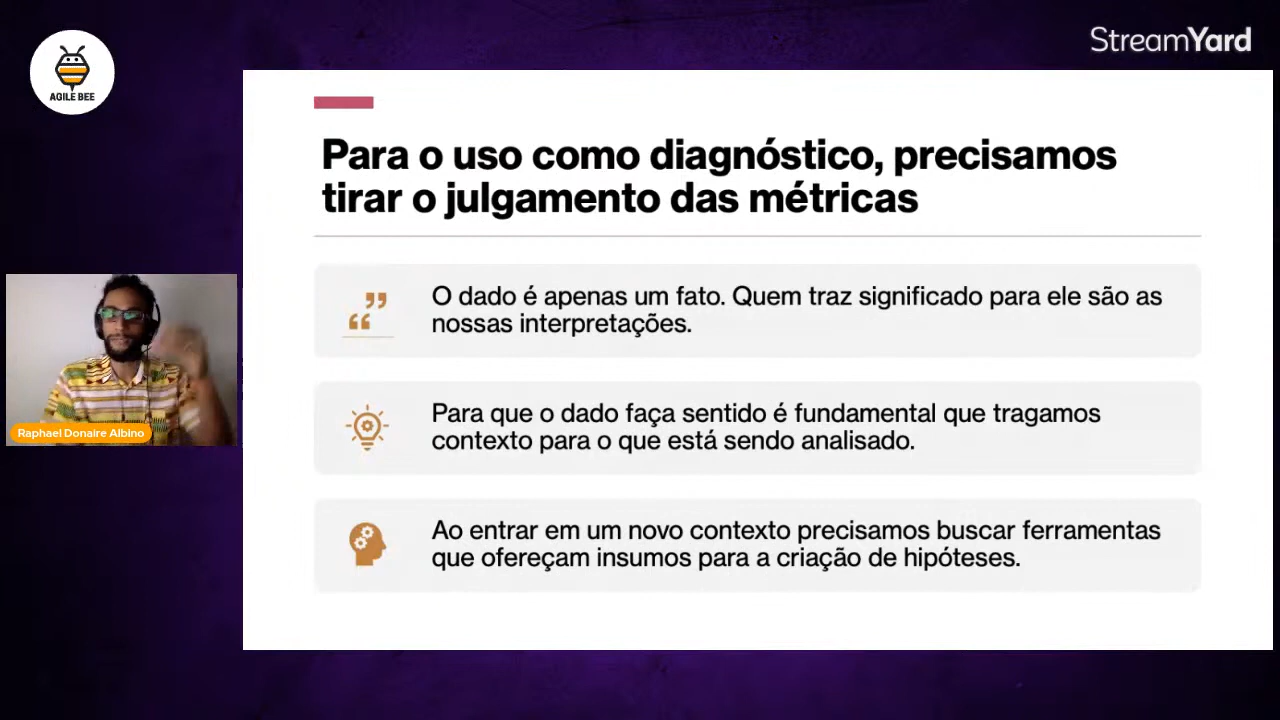 AGILE BEE
StreamYard
Para o uso como diagnóstico, precisamos
tirar o julgamento das métricas
O dado é apenas um fato. Quem traz significado para ele são as
nossas interpretações.
Para que o dado faça sentido é fundamental que tragamos
contexto para o que está sendo analisado.
Ao entrar em um novo contexto precisamos buscar ferramentas
que ofereçam insumos para a criação de hipóteses.
Raphael Donaire Albino